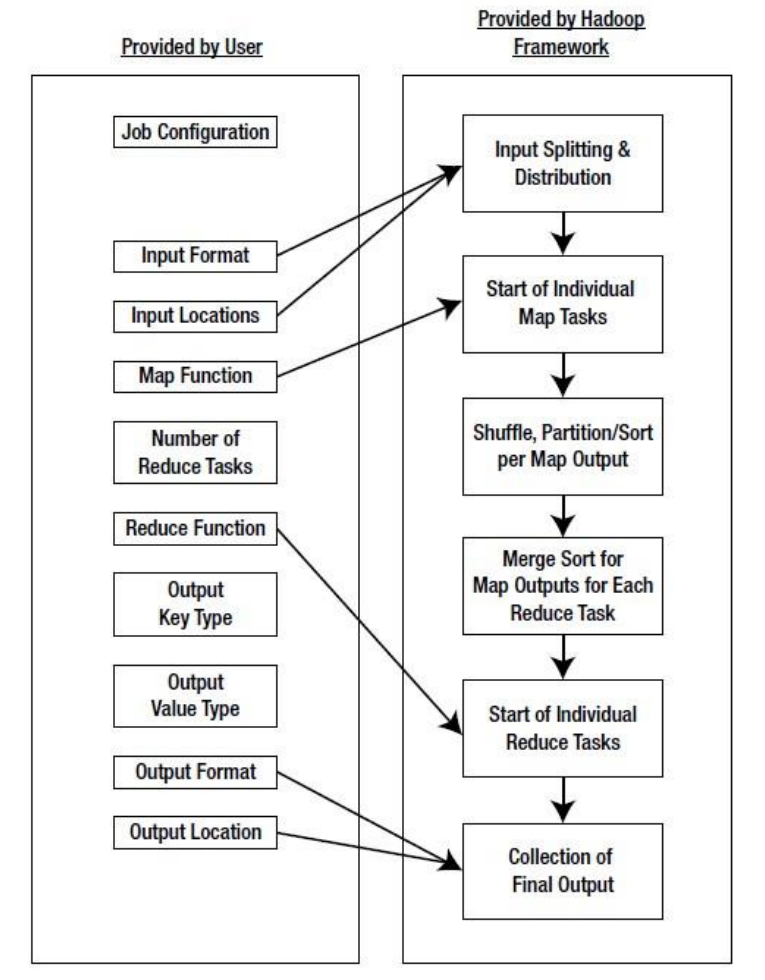 Provided by User
Provided by Hadoop
Framework
Job Configuration
Input Format
Input Locations
Map Function
Number of
Reduce Tasks
Reduce Function
Output
Key Type
Output
Value Type
Output Format
Output Location
Input Splitting &
Distribution
Start of Individual
Map Tasks
Shuffle, Partition/Sort
per Map Output
Merge Sort for
Map Outputs for Each
Reduce Task
Start of Individual
Reduce Tasks
Collection of
Final Output